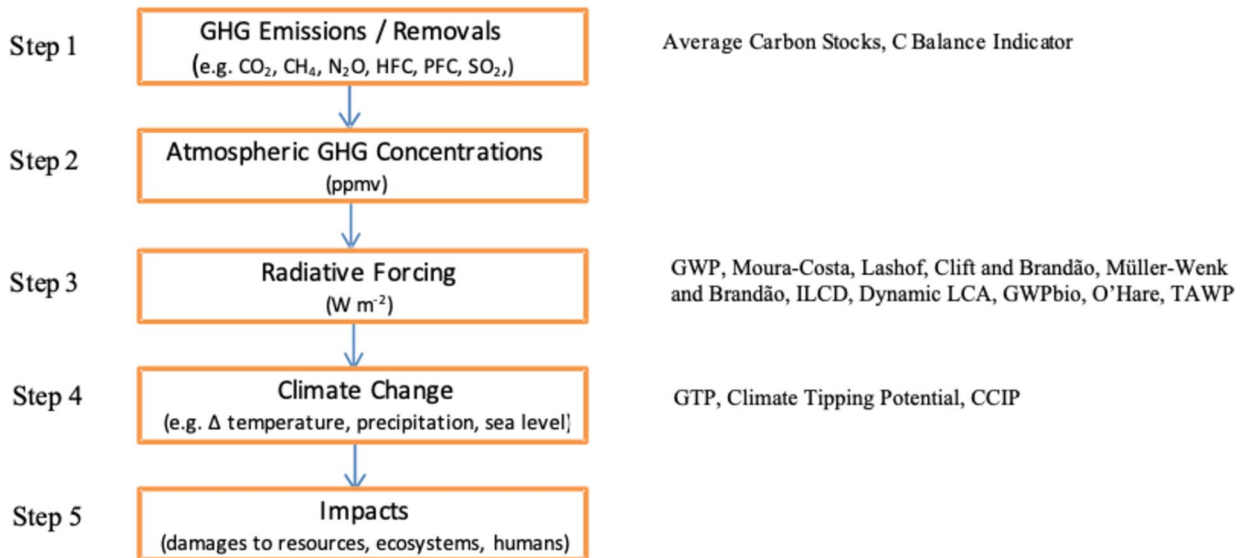 Step 1
GHG Emissions / Removals
(e.g. CO₂, CH₄, N₂O, HFC, PFC, SO₂,)
Average Carbon Stocks, C Balance Indicator
Step 2
Atmospheric GHG Concentrations
(ppmv)
Step 3
Radiative Forcing
(W m⁻²)
GWP, Moura-Costa, Lashof, Clift and Brandão, Müller-Wenk
and Brandão, ILCD, Dynamic LCA, GWPbio, O’Hare, TAWP
Step 4
Climate Change
(e.g. Δ temperature, precipitation, sea level)
GTP, Climate Tipping Potential, CCIP
Step 5
Impacts
(damages to resources, ecosystems, humans)